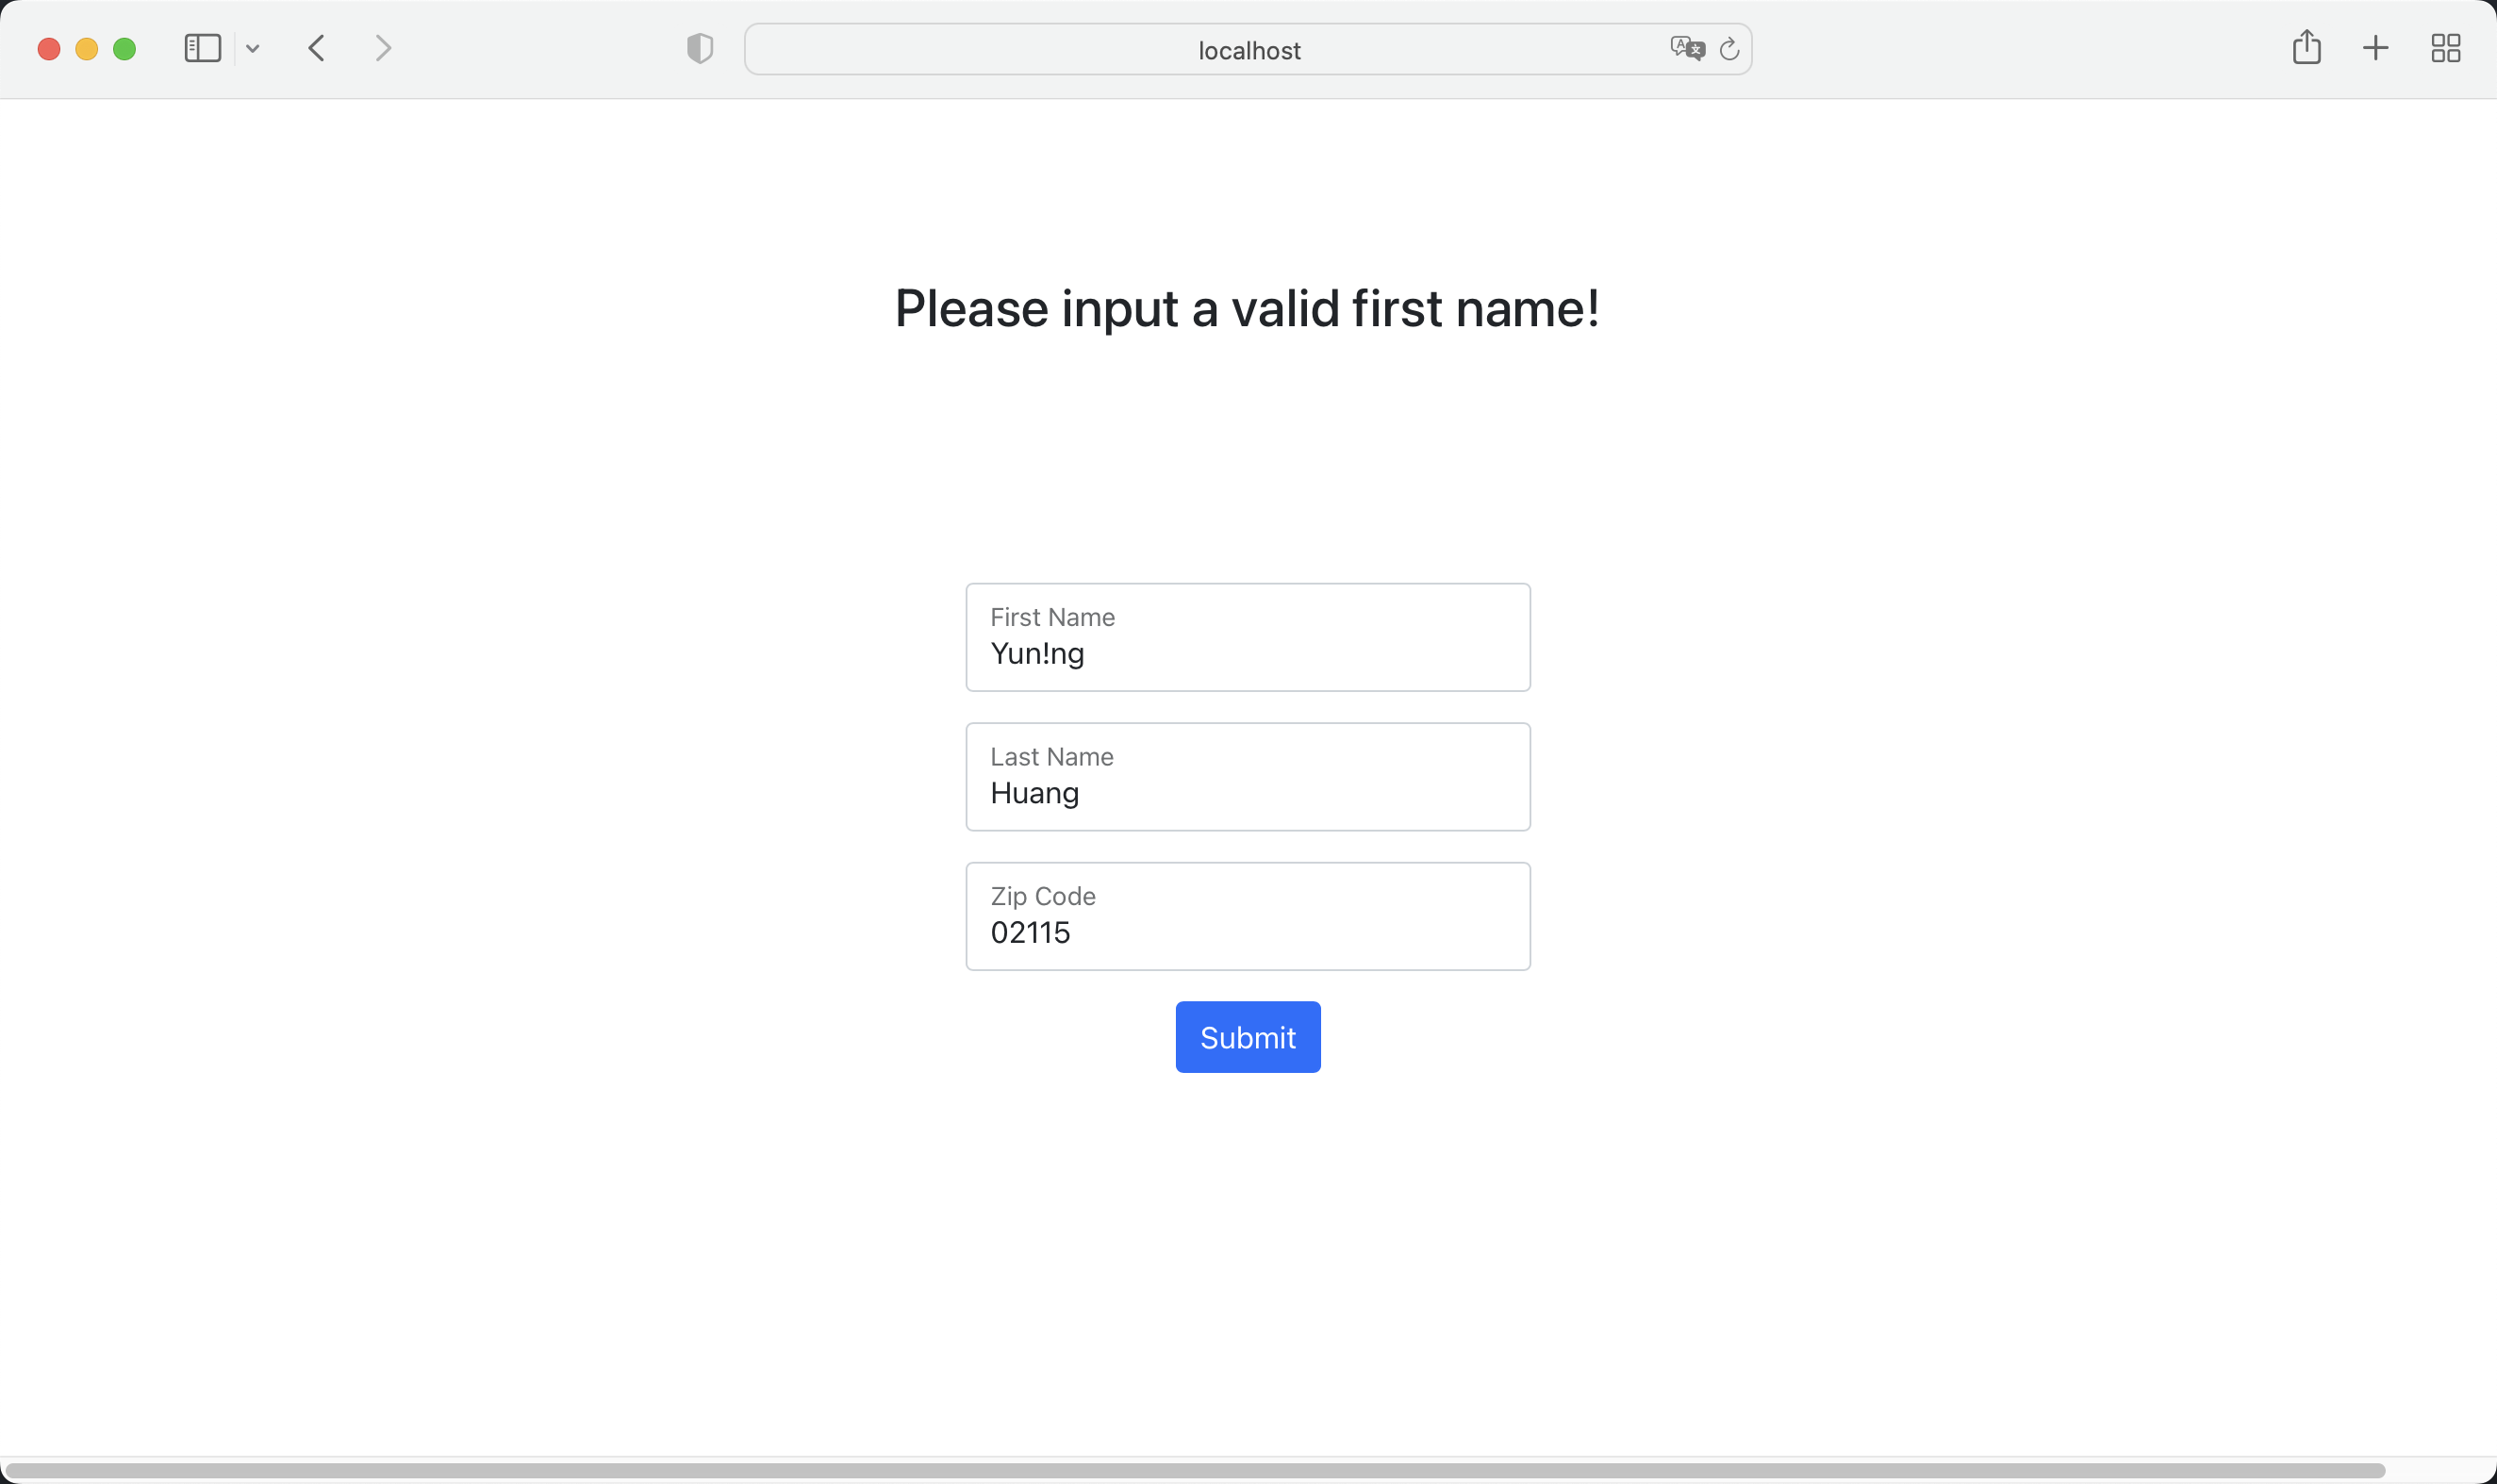 localhost
Please input a valid first name!
First Name
Yun!ng
Last Name
Huang
Zip Code
02115
Submit